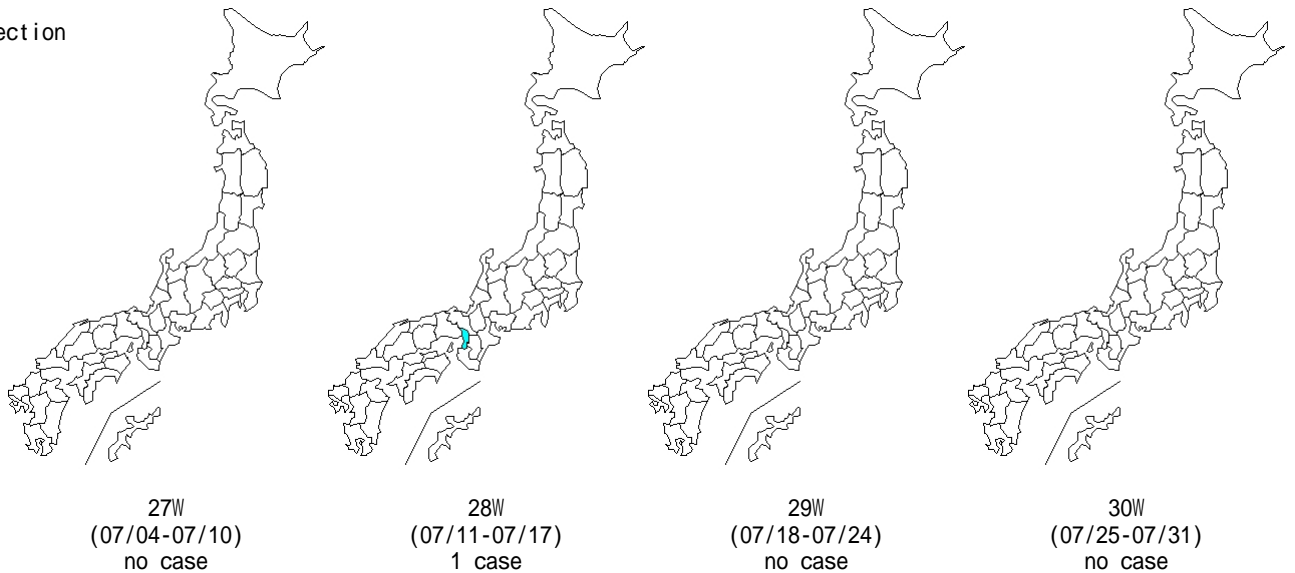 ection
27W
(07/04-07/10)
no case
28W
(07/11-07/17)
1 case
29W
(07/18-07/24)
no case
30W
(07/25-07/31)
no case